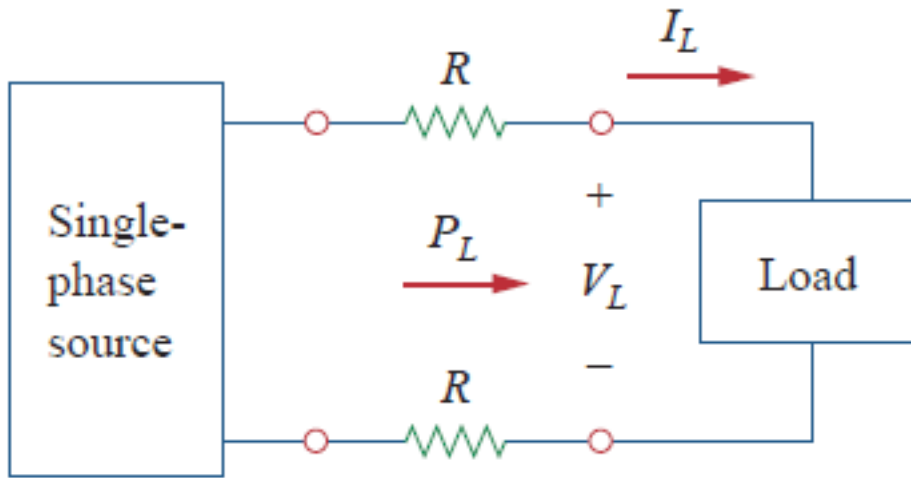 I_L
R
+
Single-
phase
source
P_L
V_L
Load
−
R